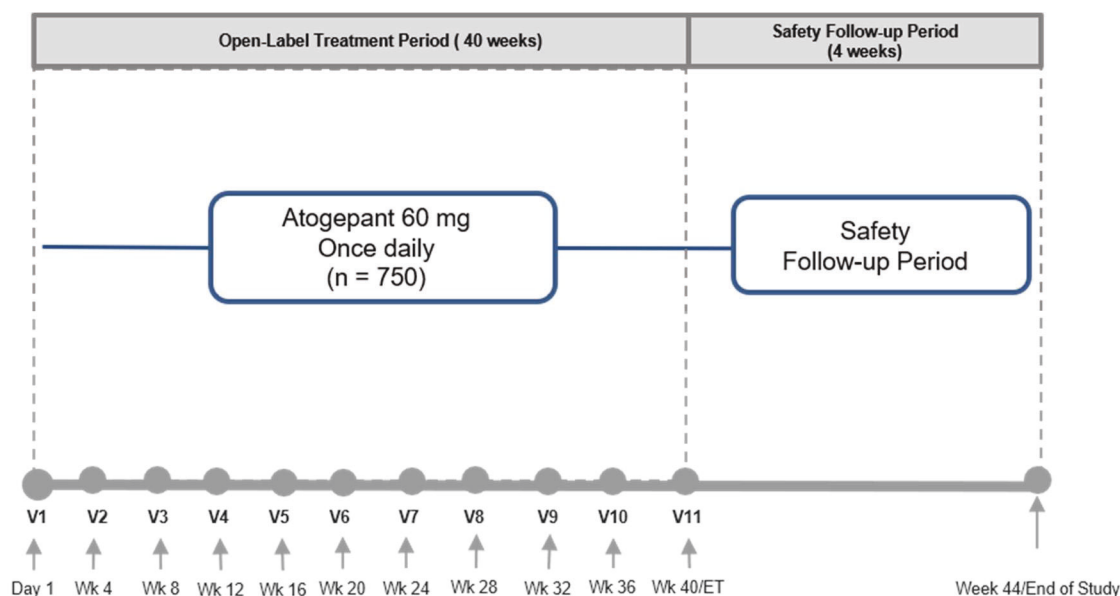 Open-Label Treatment Period ( 40 weeks)
Safety Follow-up Period
(4 weeks)
Atogepant 60 mg
Once daily
(n = 750)
Safety
Follow-up Period
V1 V2 V3 V4 V5 V6 V7 V8 V9 V10 V11
Day 1 Wk 4 Wk 8 Wk 12 Wk 16 Wk 20 Wk 24 Wk 28 Wk 32 Wk 36 Wk 40/ET Week 44/End of Study